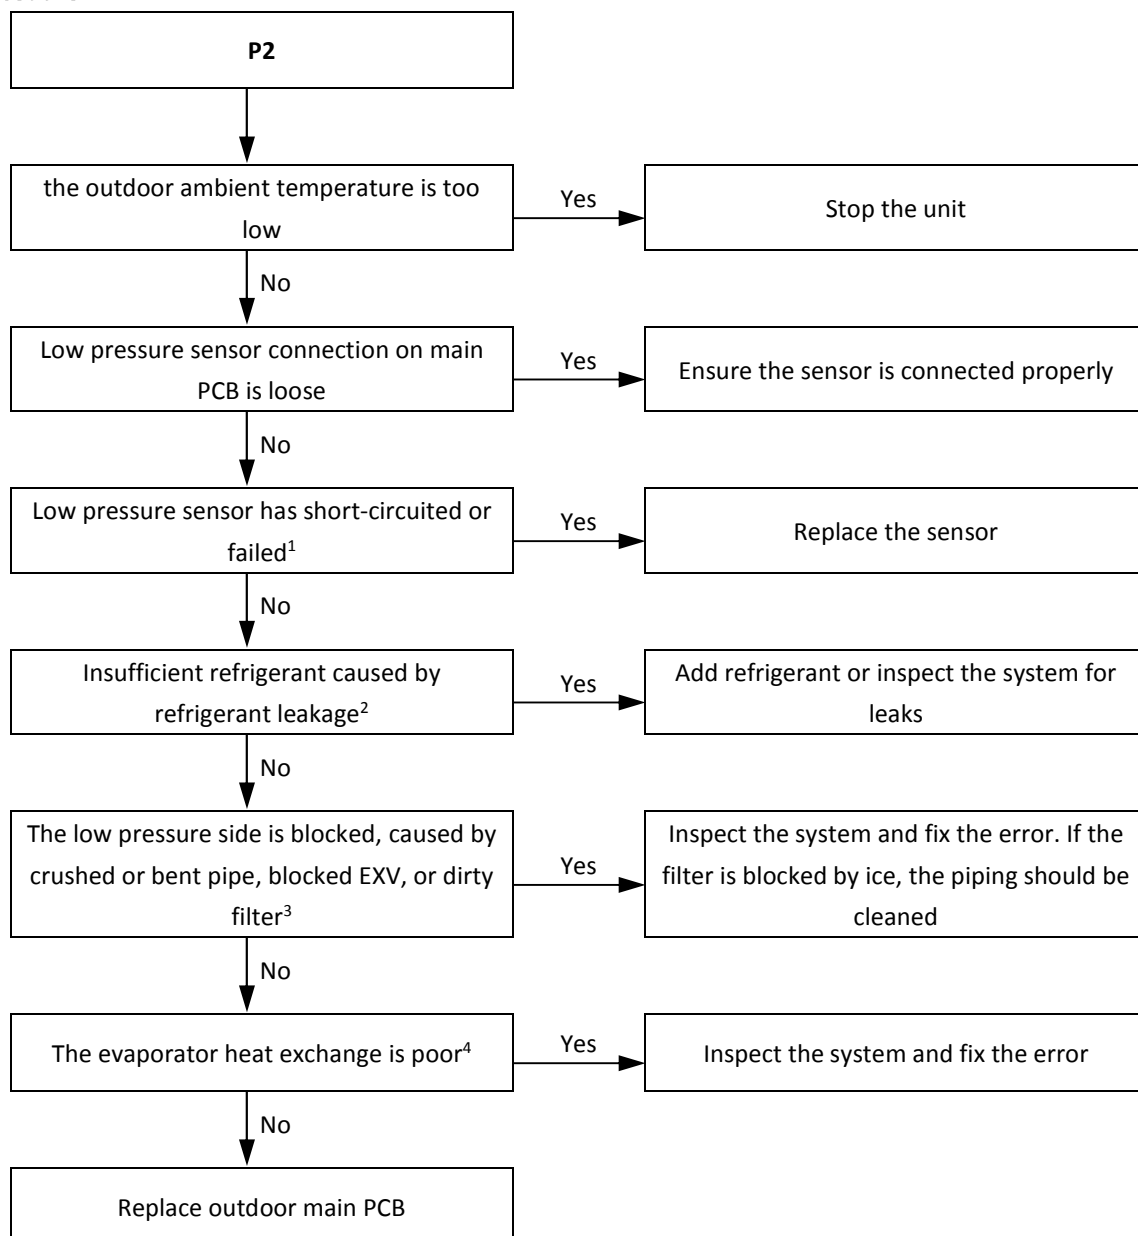 P2
the outdoor ambient temperature is too
low
Yes
Stop the unit
No
Low pressure sensor connection on main
PCB is loose
Yes
Ensure the sensor is connected properly
No
Low pressure sensor has short-circuited or
failed1
Yes
Replace the sensor
No
Insufficient refrigerant caused by
refrigerant leakage2
Yes
Add refrigerant or inspect the system for
leaks
No
The low pressure side is blocked, caused by
crushed or bent pipe, blocked EXV, or dirty
filter3
Yes
Inspect the system and fix the error. If the
filter is blocked by ice, the piping should be
cleaned
No
The evaporator heat exchange is poor4
Yes
Inspect the system and fix the error
No
Replace outdoor main PCB